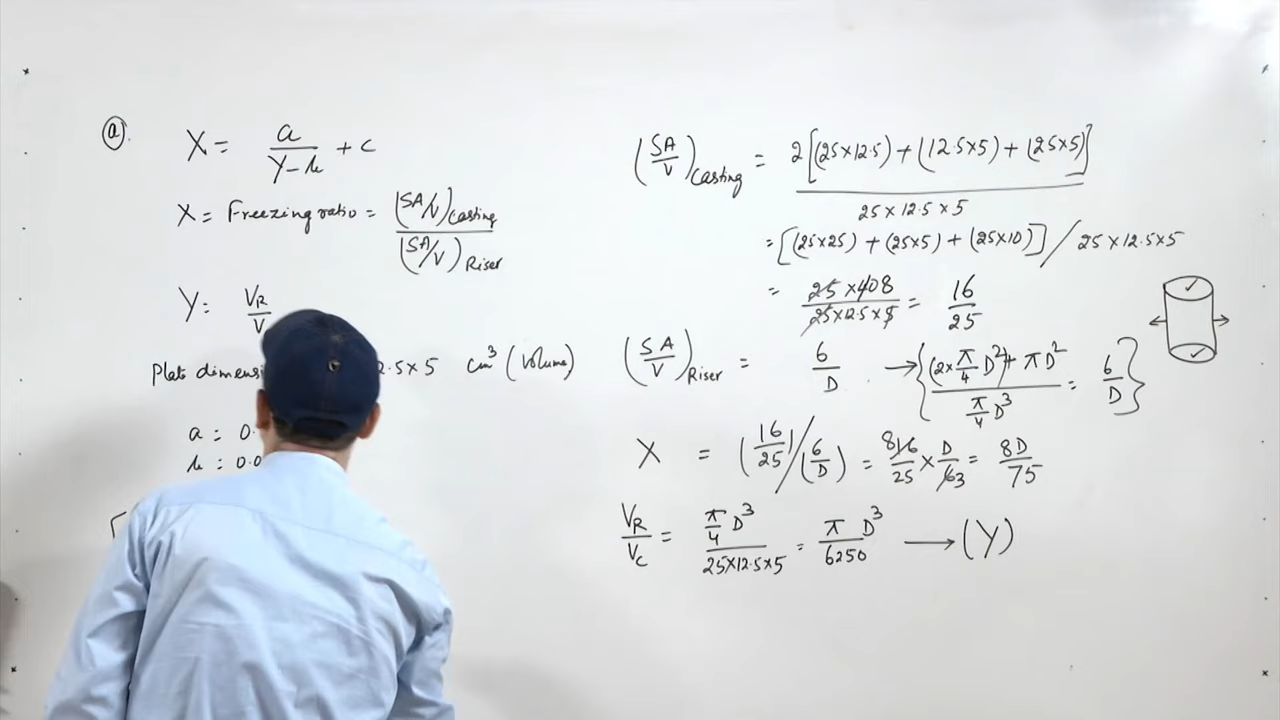 (a).
X = a / (Y - b) + c
X = Freezing ratio = (SA/V)Casting / (SA/V)Riser
Y = VR / V
Plate 2.5×5 cm³ (Volume)
a : 0.
b : 0.0
(SA/V)Casting = 2[(25×12.5) + (12.5×5) + (25×5)] / 25×12.5×5
= [(25×25) + (25×5) + (25×10)] / 25×12.5×5
= 25×408 / 25×12.5×5 = 16/25
(SA/V)Riser = 6/D → {(2×π/4 D²) + πD² / π/4 D³ = 6/D}
X = (16/25)/(6/D) = 8 16/25 × D/6 3 = 8D/75
VR/VC = π/4 D³ / 25×12.5×5 = π D³ / 6250 → (Y)